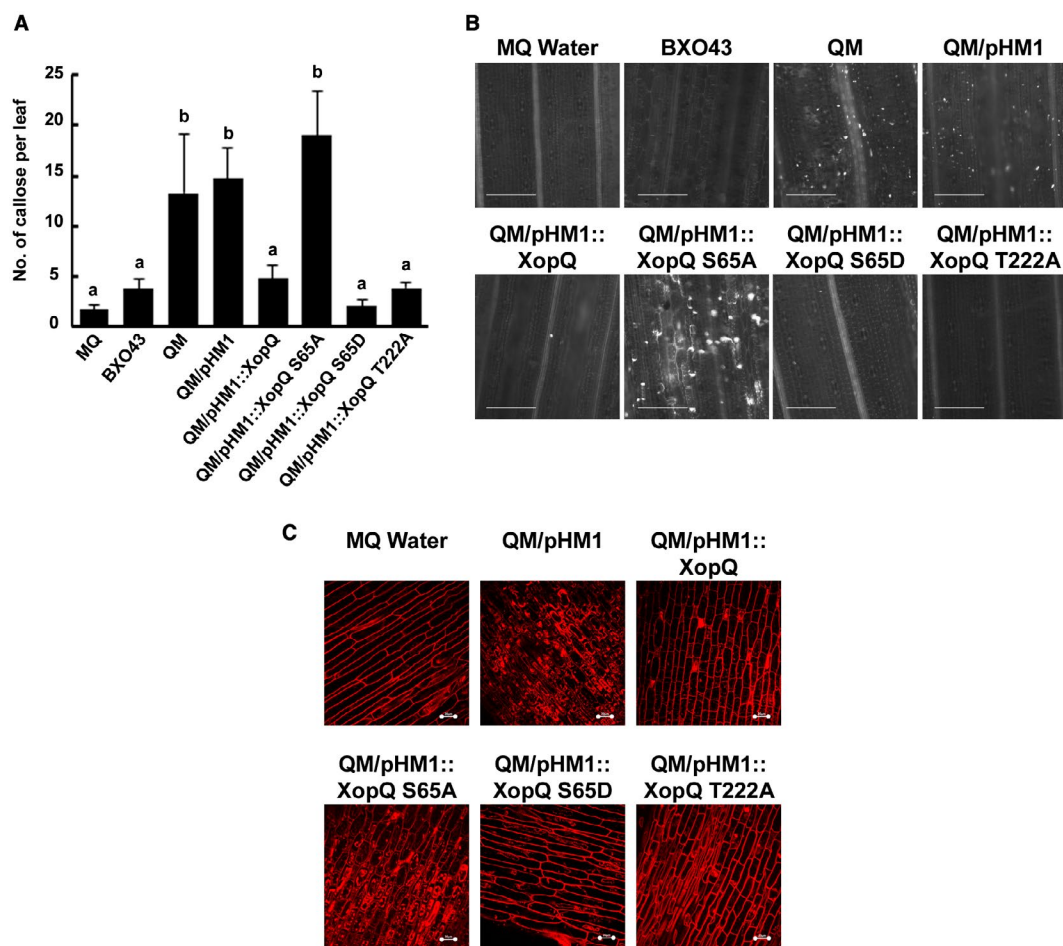 A
No. of callose per leaf
25
20
15
10
5
0
a
a
b
b
a
b
a
a
MQ
BXO43
QM
QM/pHM1
QM/pHM1::XopQ
QM/pHM1::XopQ S65A
QM/pHM1::XopQ S65D
QM/pHM1::XopQ T222A
B
MQ Water
BXO43
QM
QM/pHM1
QM/pHM1::
XopQ
QM/pHM1::
XopQ S65A
QM/pHM1::
XopQ S65D
QM/pHM1::
XopQ T222A
C
MQ Water
QM/pHM1
QM/pHM1::
XopQ
QM/pHM1::
XopQ S65A
QM/pHM1::
XopQ S65D
QM/pHM1::
XopQ T222A